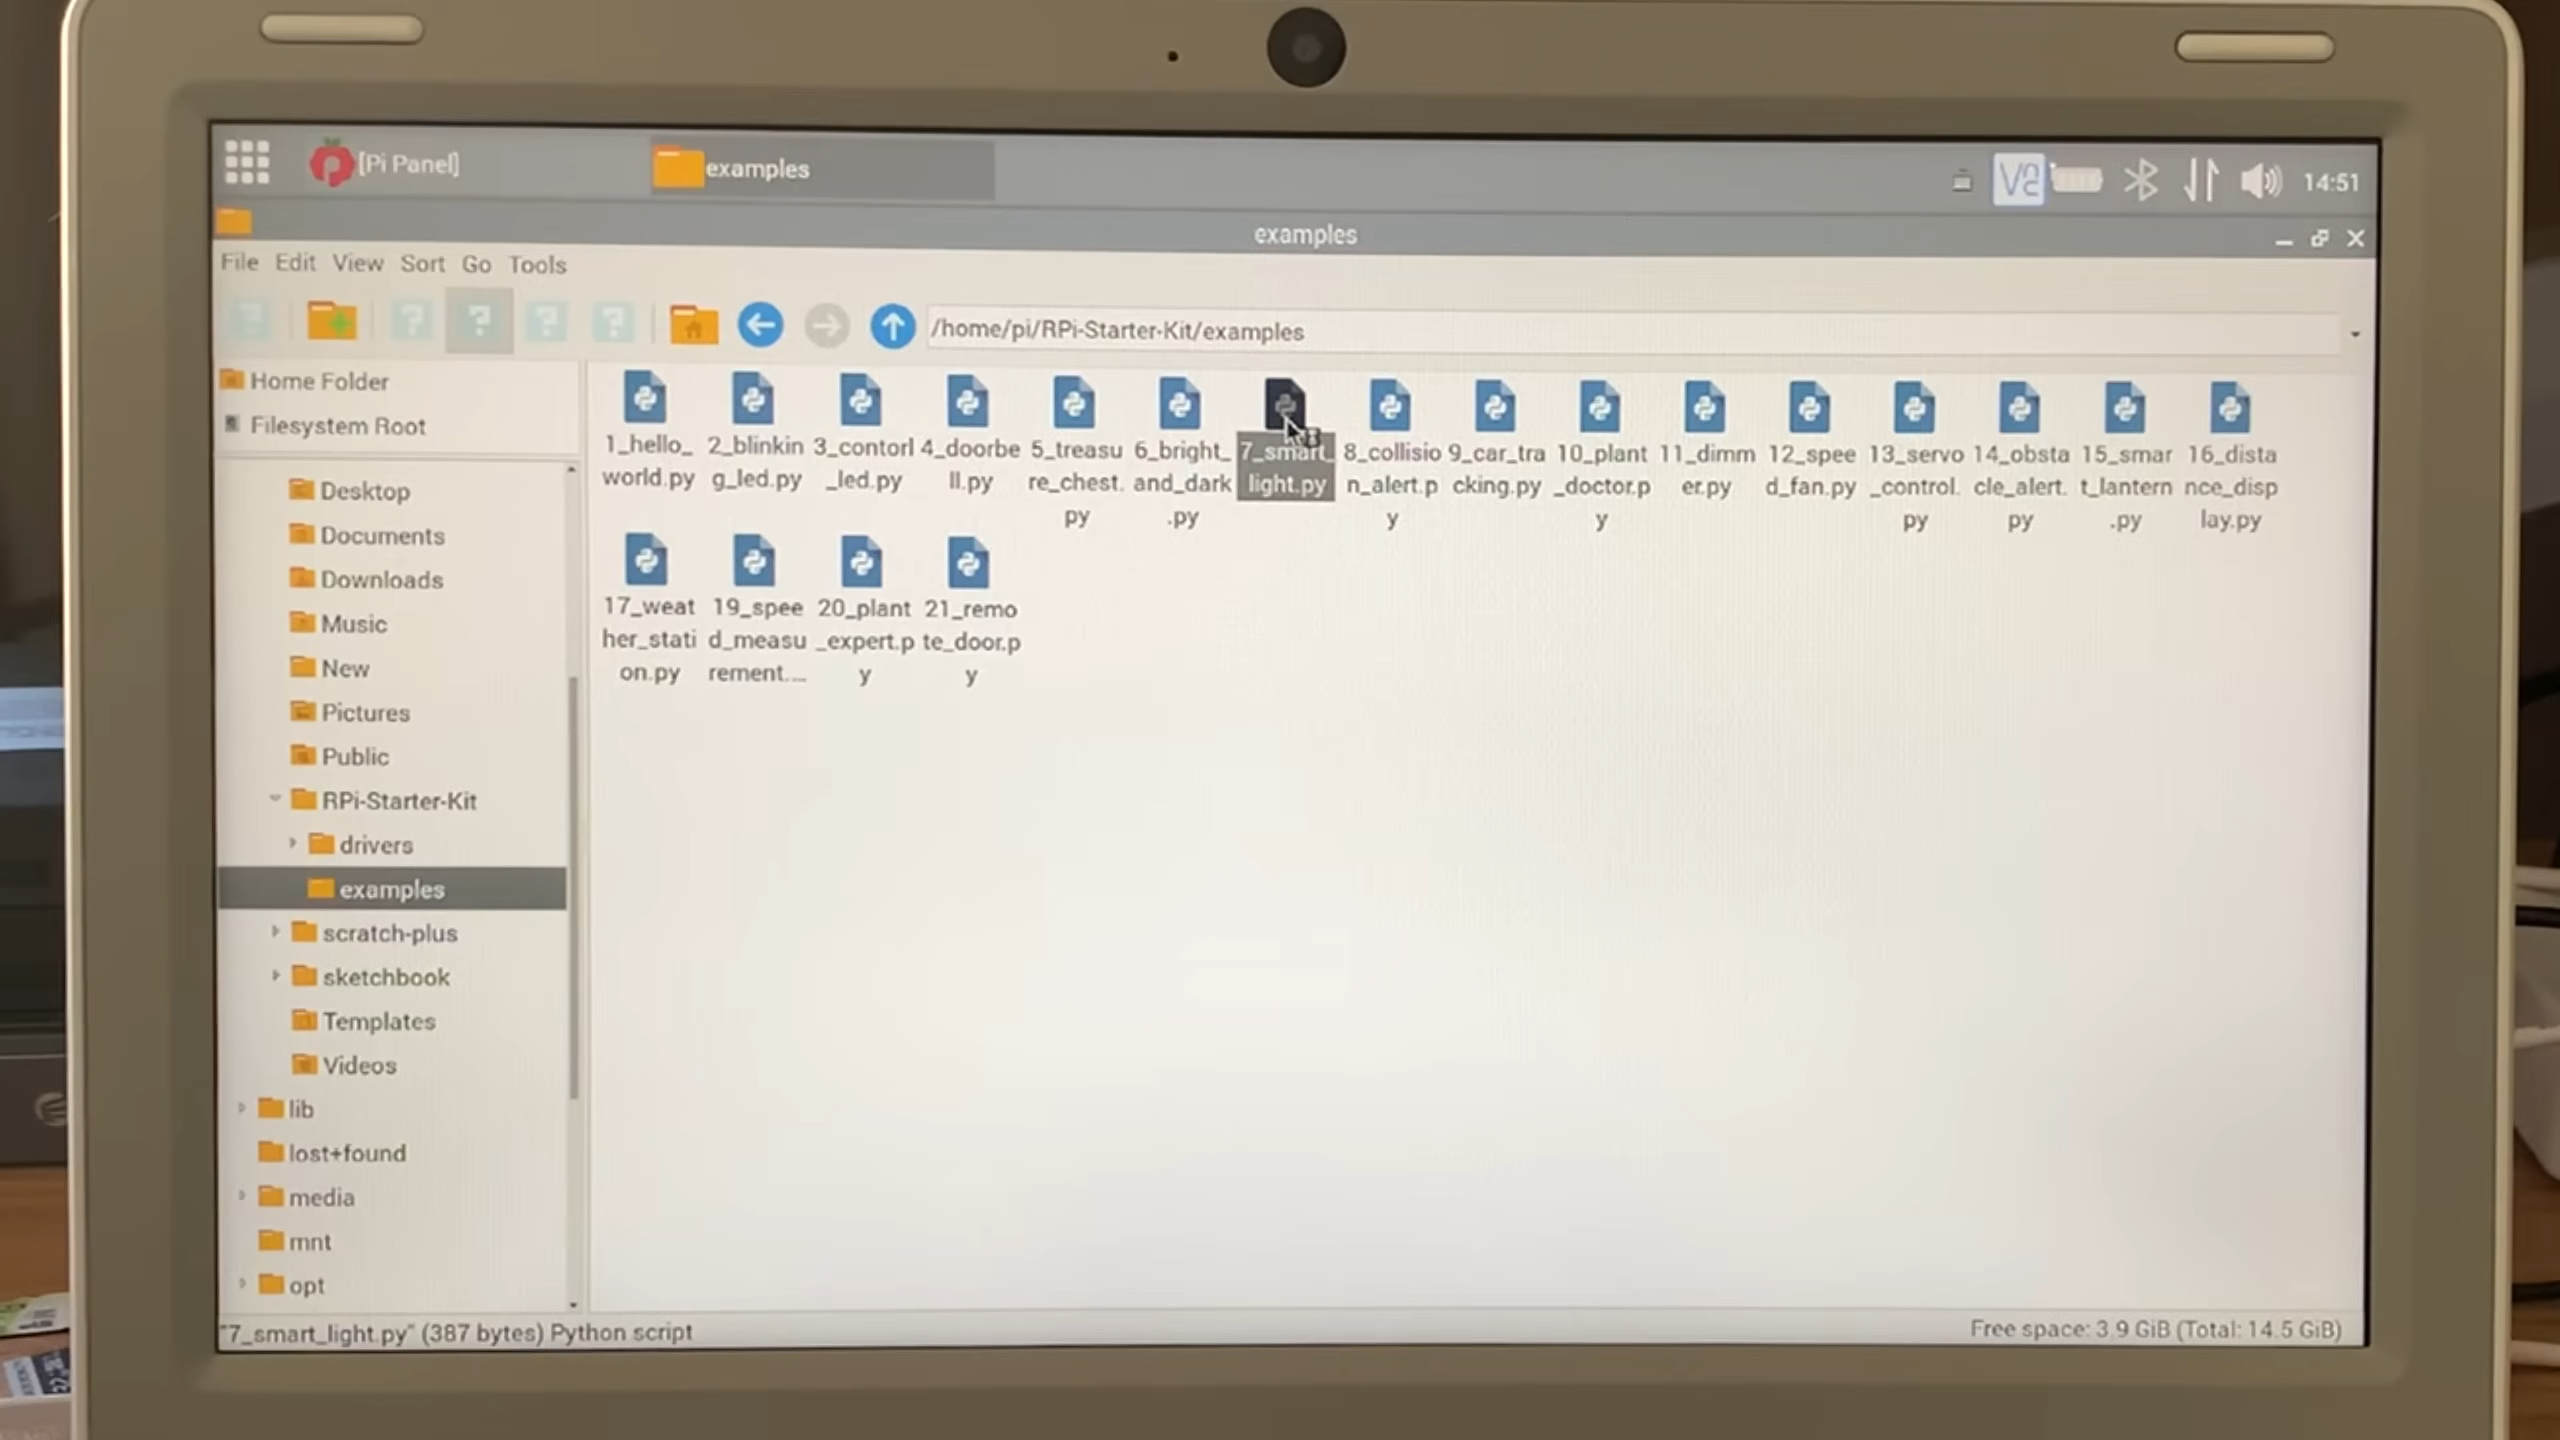 [Pi Panel]
examples
14:51
examples
File Edit View Sort Go Tools
/home/pi/RPi-Starter-Kit/examples
Home Folder
Filesystem Root
Desktop
Documents
Downloads
Music
New
Pictures
Public
RPi-Starter-Kit
drivers
examples
scratch-plus
sketchbook
Templates
Videos
lib
lost+found
media
mnt
opt
1_hello_
world.py
2_blinkin
g_led.py
3_contorl
_led.py
4_doorbe
ll.py
5_treasu
re_chest.
py
6_bright_
and_dark
.py
7_smart_
light.py
8_collisio
n_alert.p
y
9_car_tra
cking.py
10_plant
_doctor.p
y
11_dimm
er.py
12_spee
d_fan.py
13_servo
_control.
py
14_obsta
cle_alert.
py
15_smar
t_lantern
.py
16_dista
nce_disp
lay.py
17_weat
her_stati
on.py
19_spee
d_measu
rement....
20_plant
_expert.p
y
21_remo
te_door.p
y
"7_smart_light.py" (387 bytes) Python script
Free space: 3.9 GiB (Total: 14.5 GiB)